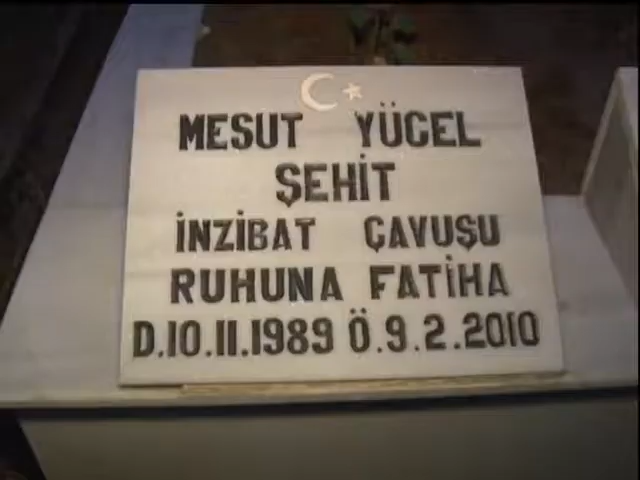 MESUT YÜCEL
ŞEHİT
İNZİBAT ÇAVUŞU
RUHUNA FATİHA
D.10.11.1989 Ö.9.2.2010